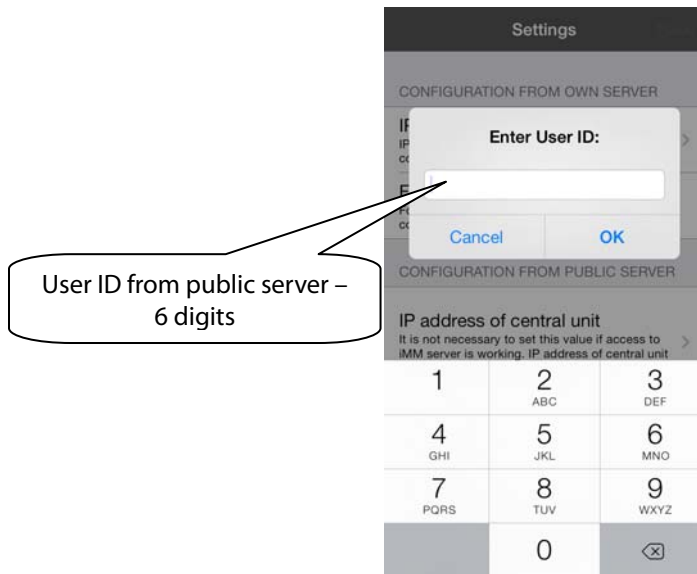 Settings
CONFIGURATION FROM OWN SERVER
Enter User ID:
Cancel OK
User ID from public server –
6 digits
CONFIGURATION FROM PUBLIC SERVER
IP address of central unit
It is not necessary to set this value if access to
iMM server is working. IP address of central unit
1 2 3
ABC DEF
4 5 6
GHI JKL MNO
7 8 9
PQRS TUV WXYZ
0